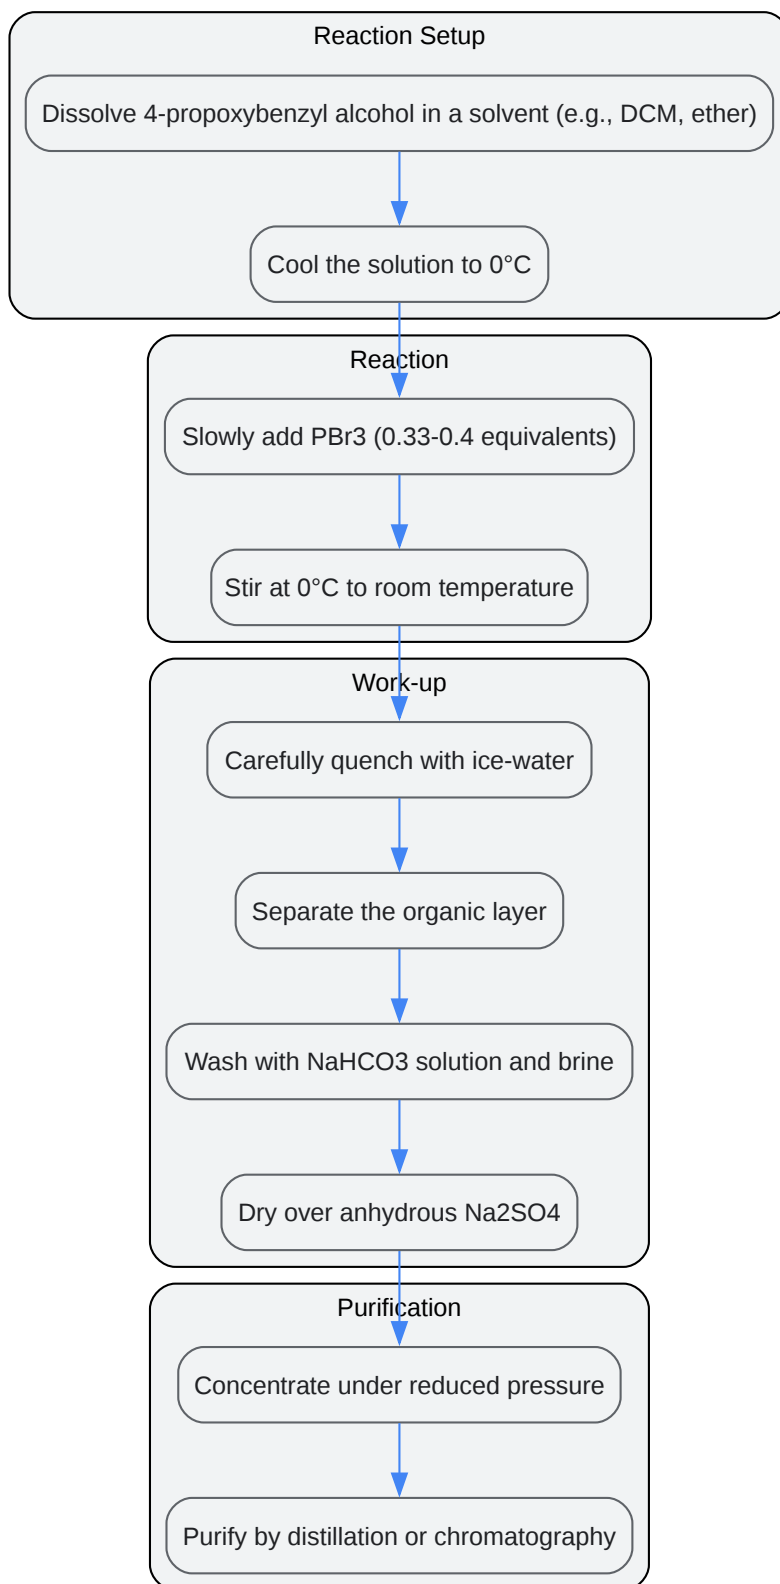 Reaction Setup
Dissolve 4-propoxybenzyl alcohol in a solvent (e.g., DCM, ether)
Cool the solution to 0°C
Reaction
Slowly add PBr3 (0.33-0.4 equivalents)
Stir at 0°C to room temperature
Work-up
Carefully quench with ice-water
Separate the organic layer
Wash with NaHCO3 solution and brine
Dry over anhydrous Na2SO4
Purification
Concentrate under reduced pressure
Purify by distillation or chromatography